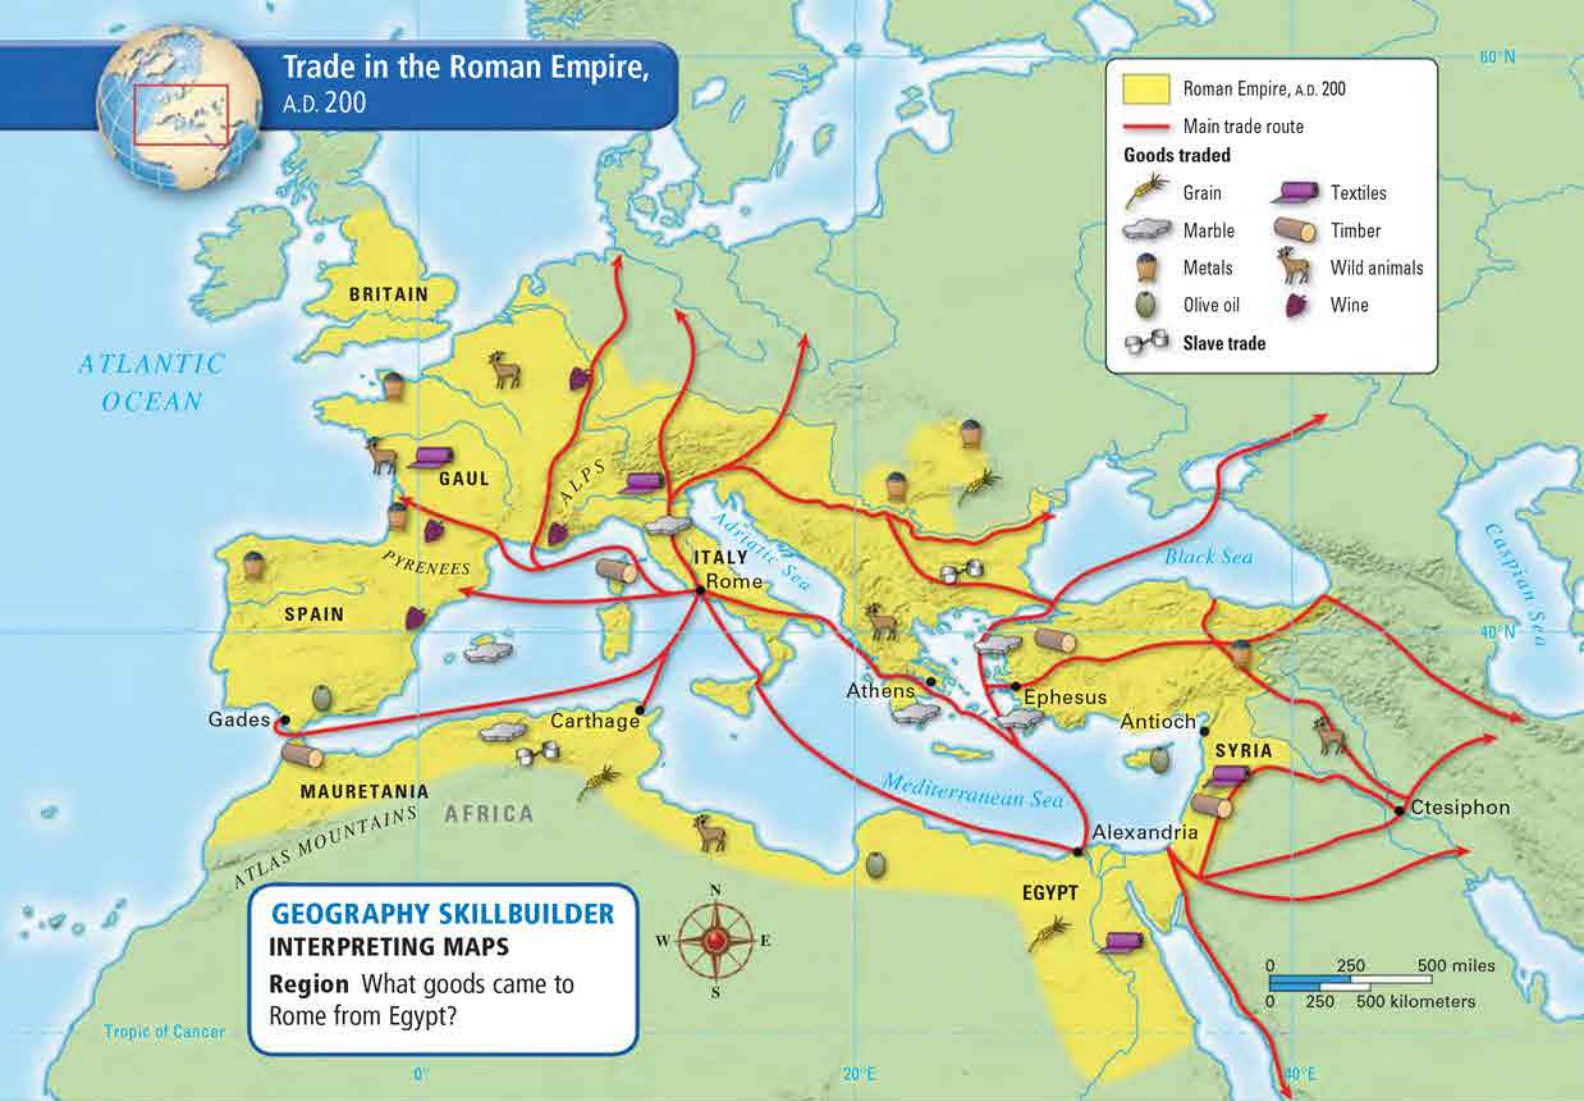 Trade in the Roman Empire,
A.D. 200
60°N
Roman Empire, A.D. 200
Main trade route
Goods traded
Grain
Textiles
Marble
Timber
Metals
Wild animals
Olive oil
Wine
Slave trade
BRITAIN
ATLANTIC
OCEAN
GAUL
ALPS
PYRENEES
Adriatic Sea
ITALY
Rome
Black Sea
Caspian Sea
SPAIN
40°N
Athens
Ephesus
Gades
Carthage
Antioch
SYRIA
MAURETANIA
AFRICA
Mediterranean Sea
Ctesiphon
ATLAS MOUNTAINS
Alexandria
EGYPT
GEOGRAPHY SKILLBUILDER
INTERPRETING MAPS
Region What goods came to
Rome from Egypt?
N
W
E
S
0 250 500 miles
0 250 500 kilometers
Tropic of Cancer
0°
20°E
40°E